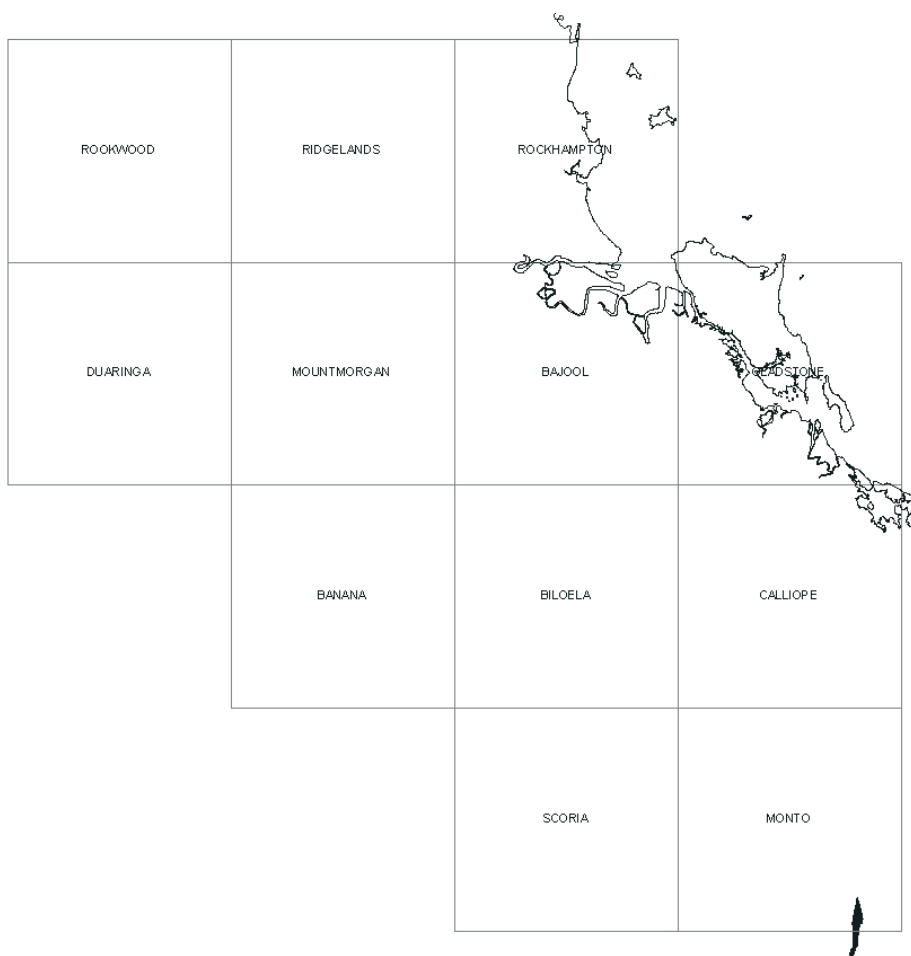 ROOKWOOD
RIDGELANDS
ROCKHAMPTON
DUARINGA
MOUNTMORGAN
BAJOOL
GLADSTONE
BANANA
BILOELA
CALLIOPE
SCORIA
MONTO